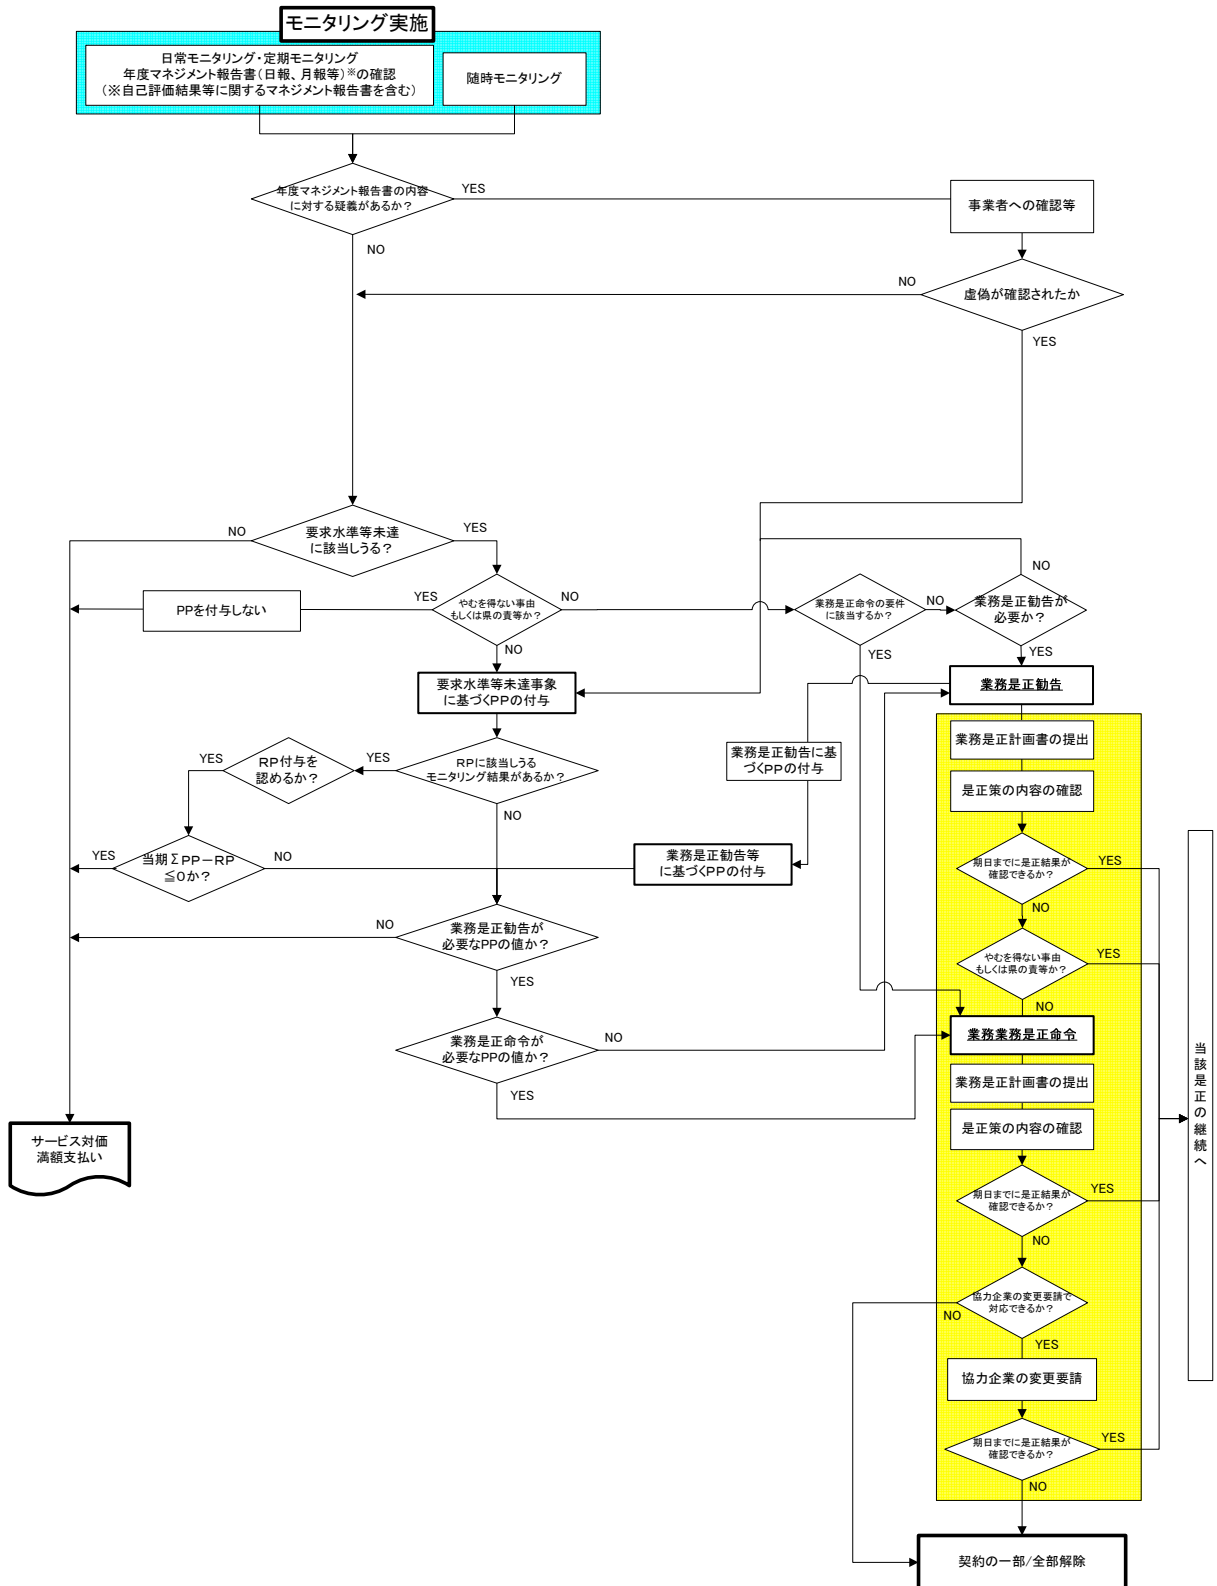 モニタリング実施
日常モニタリング・定期モニタリング
年度マネジメント報告書（日報、月報等）※の確認
（※自己評価結果等に関するマネジメント報告書を含む）
随時モニタリング
年度マネジメント報告書の内容
に対する疑義があるか？
YES
NO
事業者への確認等
虚偽が確認されたか
NO
YES
要求水準等未達
に該当しうる？
NO
YES
PPを付与しない
やむを得ない事由
もしくは県の責等か？
YES
NO
NO
業務是正命令の要件
に該当するか？
NO
YES
業務是正勧告が
必要か？
NO
YES
要求水準等未達事象
に基づくPPの付与
業務是正勧告
業務是正勧告に基
づくPPの付与
業務是正計画書の提出
是正策の内容の確認
RP付与を
認めるか？
YES
RPに該当しうる
モニタリング結果があるか？
YES
NO
当期ΣPP－RP
≦0か？
YES
NO
業務是正勧告等
に基づくPPの付与
期日までに是正結果が
確認できるか？
YES
NO
業務是正勧告が
必要なPPの値か？
NO
YES
やむを得ない事由
もしくは県の責等か？
YES
NO
業務是正命令が
必要なPPの値か？
NO
YES
業務業務是正命令
業務是正計画書の提出
是正策の内容の確認
当該是正の継続へ
サービス対価
満額支払い
期日までに是正結果が
確認できるか？
YES
NO
協力企業の変更要請で
対応できるか？
NO
YES
協力企業の変更要請
期日までに是正結果が
確認できるか？
YES
NO
契約の一部/全部解除